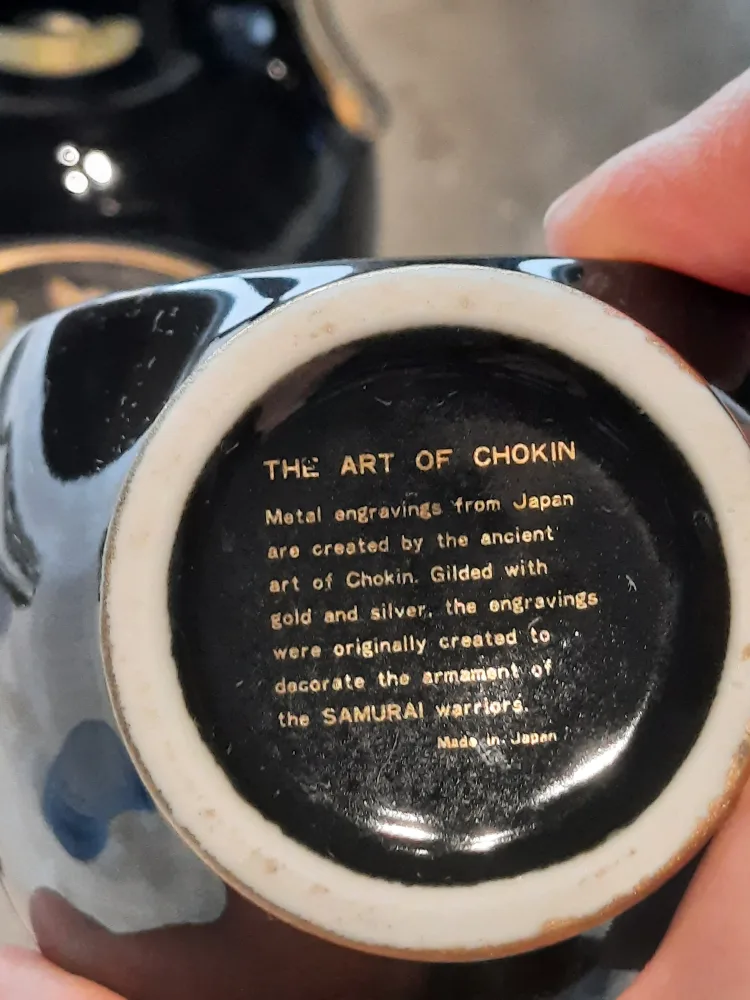 THE ART OF CHOKIN
Metal engravings from Japan
are created by the ancient
art of Chokin. Gilded with
gold and silver, the engravings
were originally created to
decorate the armament of
the SAMURAI warriors.
Made in Japan